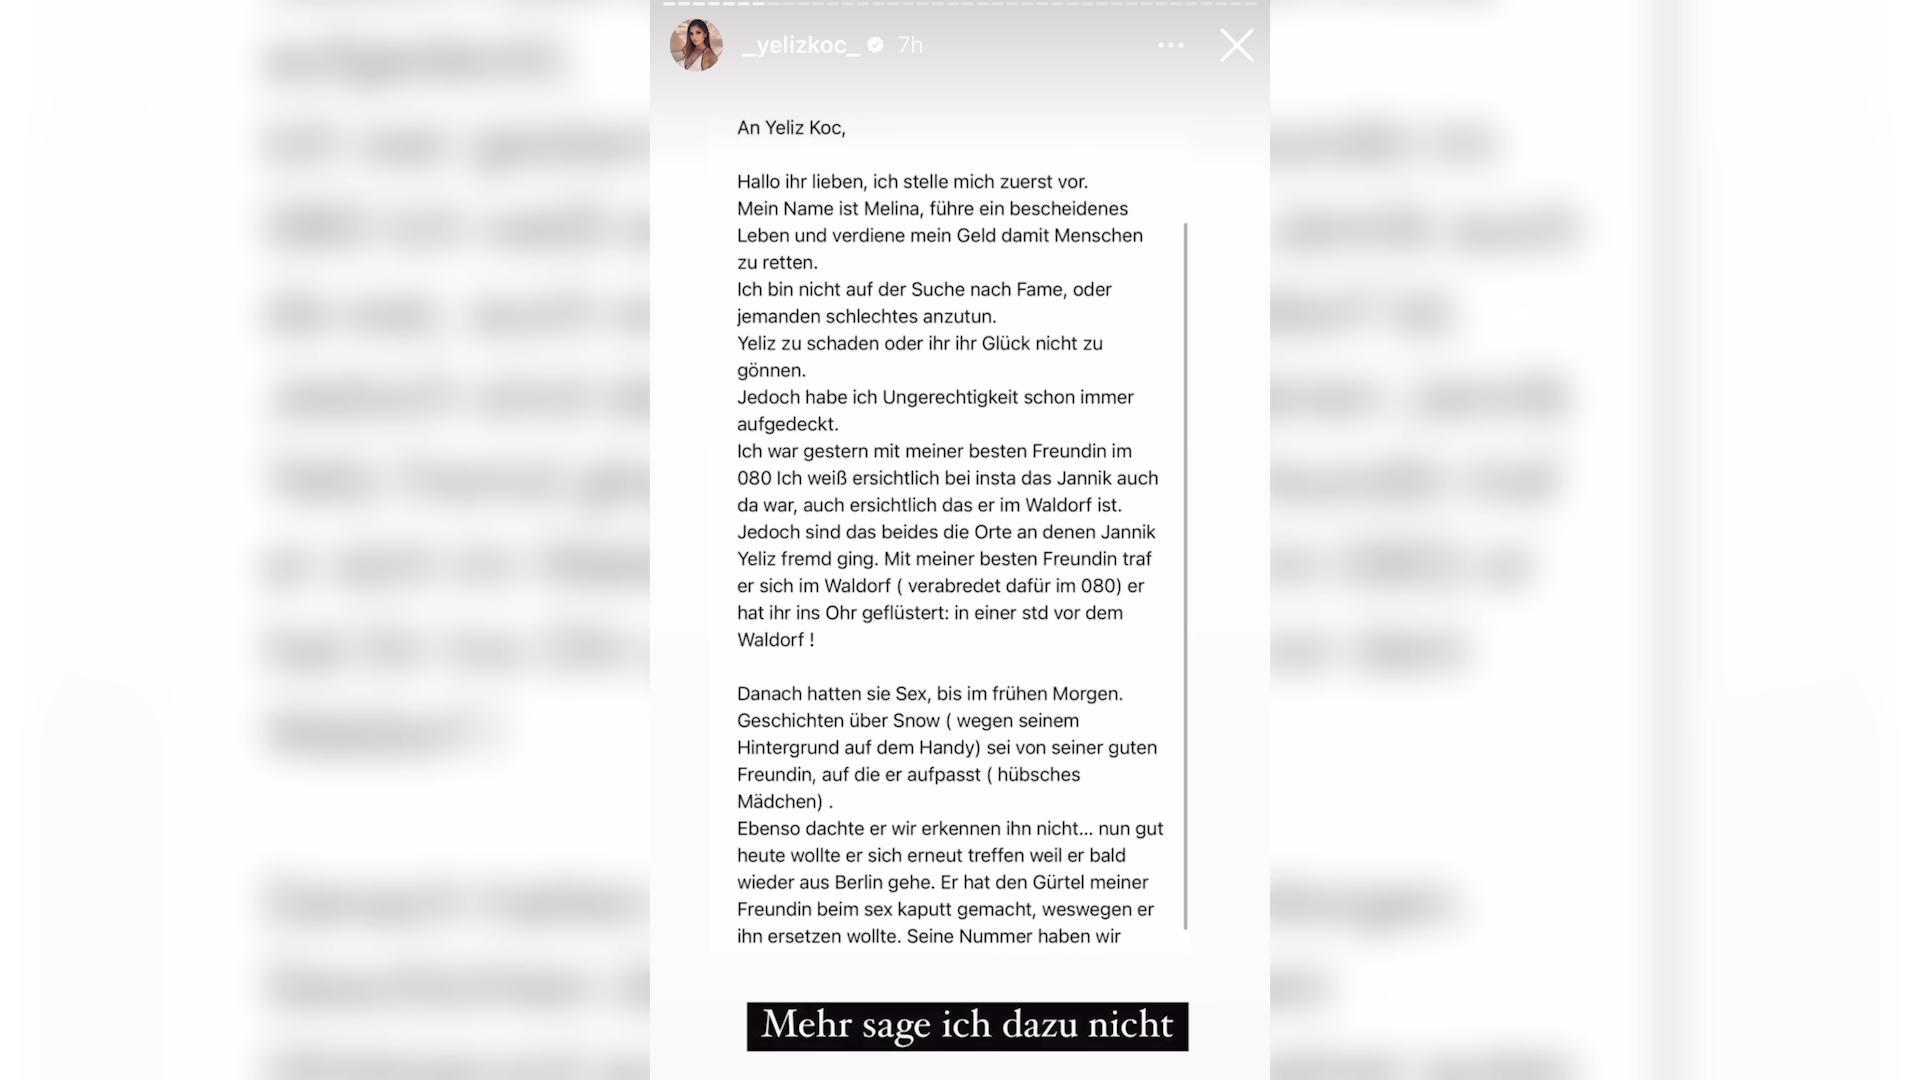 _yelizkoc_ 7h
An Yeliz Koc,
Hallo ihr lieben, ich stelle mich zuerst vor.
Mein Name ist Melina, führe ein bescheidenes
Leben und verdiene mein Geld damit Menschen
zu retten.
Ich bin nicht auf der Suche nach Fame, oder
jemanden schlechtes anzutun.
Yeliz zu schaden oder ihr ihr Glück nicht zu
gönnen.
Jedoch habe ich Ungerechtigkeit schon immer
aufgedeckt.
Ich war gestern mit meiner besten Freundin im
080 Ich weiß ersichtlich bei insta das Jannik auch
da war, auch ersichtlich das er im Waldorf ist.
Jedoch sind das beides die Orte an denen Jannik
Yeliz fremd ging. Mit meiner besten Freundin traf
er sich im Waldorf ( verabredet dafür im 080) er
hat ihr ins Ohr geflüstert: in einer std vor dem
Waldorf !
Danach hatten sie Sex, bis im frühen Morgen.
Geschichten über Snow ( wegen seinem
Hintergrund auf dem Handy) sei von seiner guten
Freundin, auf die er aufpasst ( hübsches
Mädchen) .
Ebenso dachte er wir erkennen ihn nicht... nun gut
heute wollte er sich erneut treffen weil er bald
wieder aus Berlin gehe. Er hat den Gürtel meiner
Freundin beim sex kaputt gemacht, weswegen er
ihn ersetzen wollte. Seine Nummer haben wir
Mehr sage ich dazu nicht